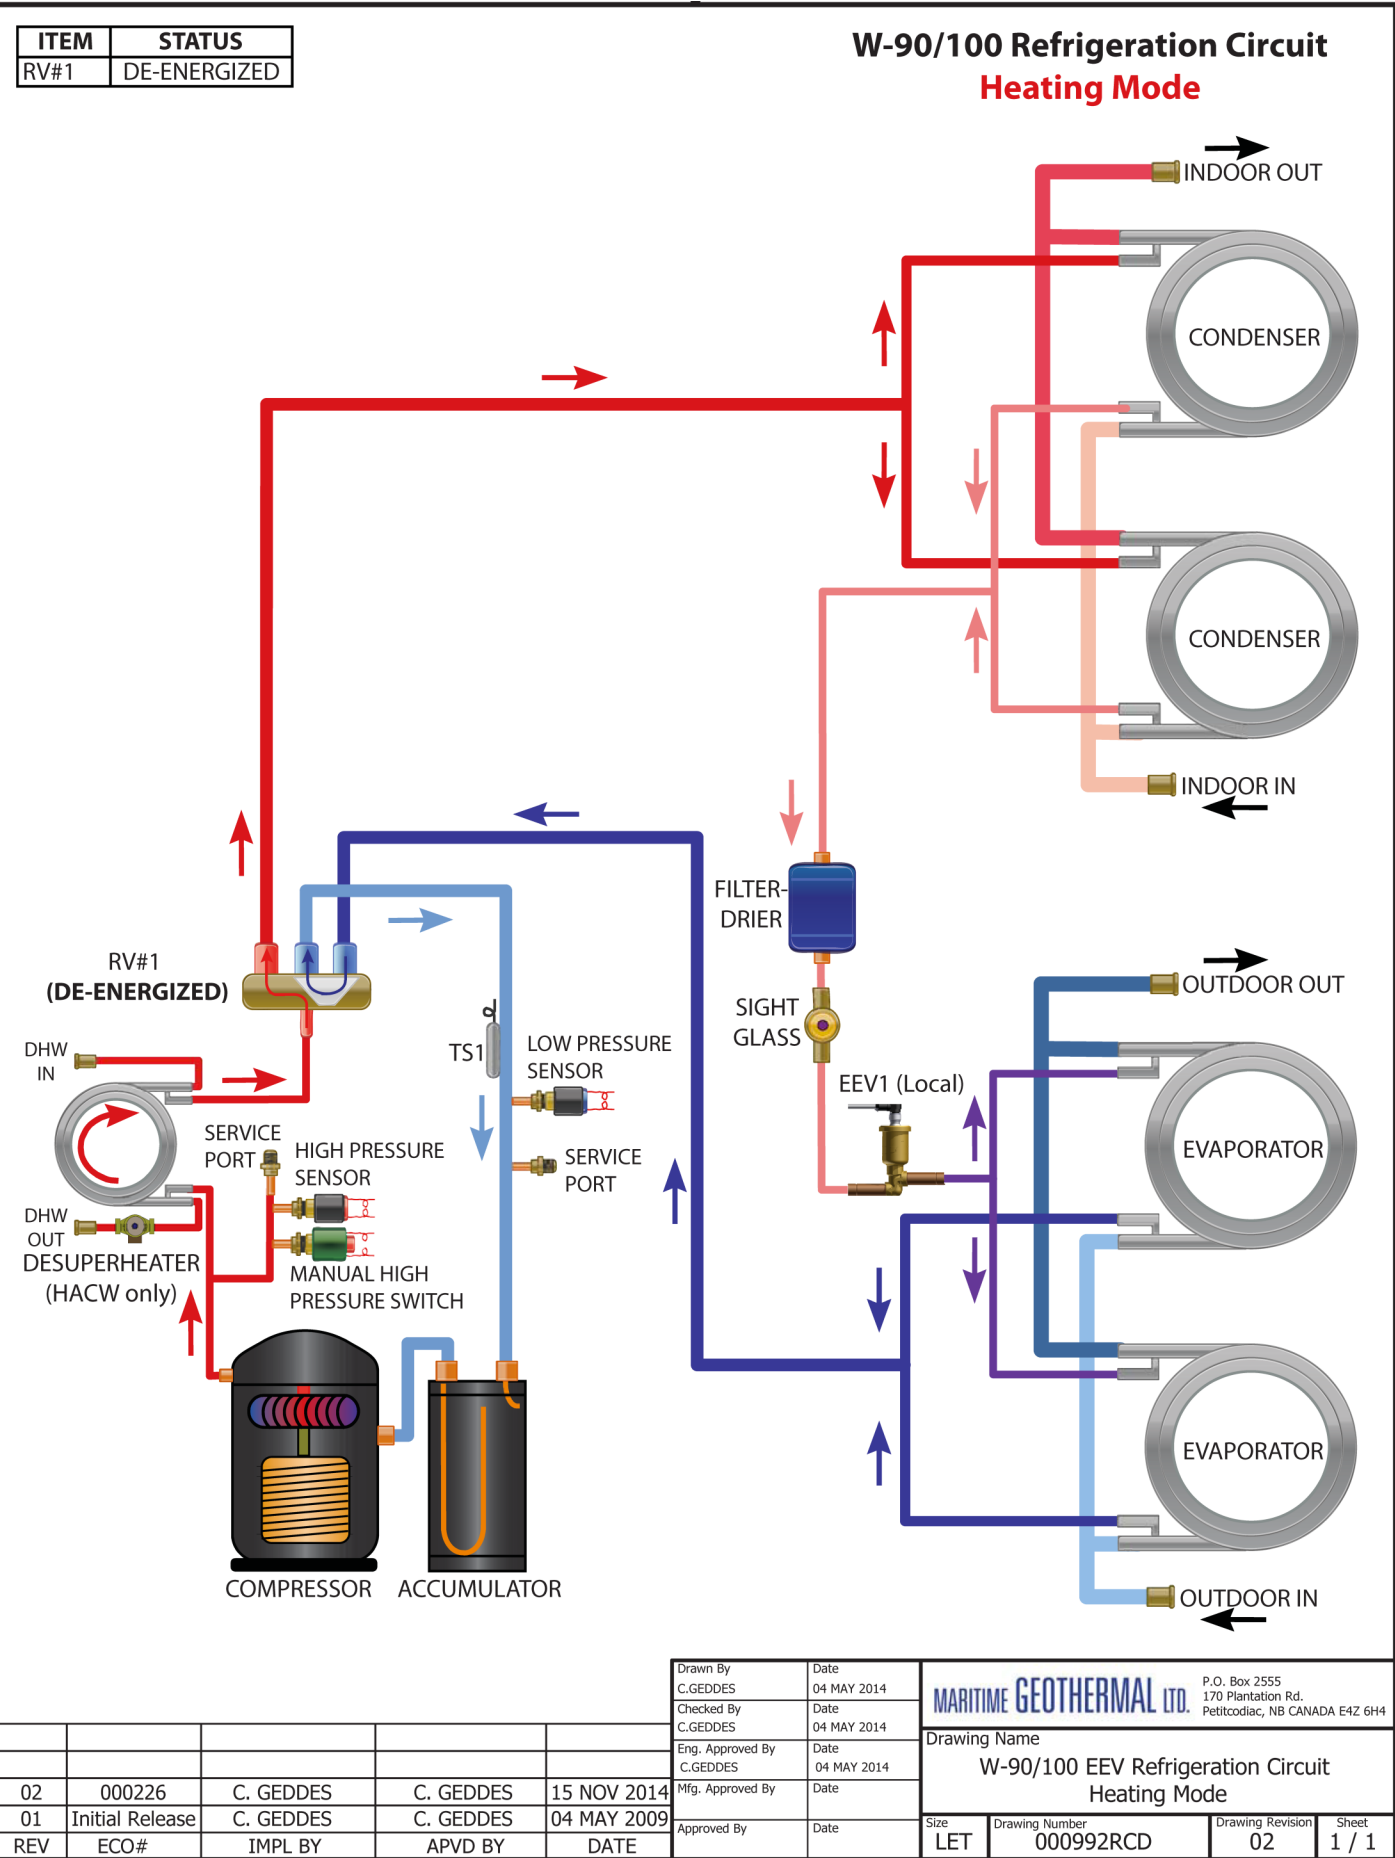 ITEM STATUS
RV#1 DE-ENERGIZED
W-90/100 Refrigeration Circuit
Heating Mode
INDOOR OUT
CONDENSER
CONDENSER
INDOOR IN
FILTER-
DRIER
SIGHT
GLASS
EEV1 (Local)
OUTDOOR OUT
EVAPORATOR
EVAPORATOR
OUTDOOR IN
RV#1
(DE-ENERGIZED)
TS1
LOW PRESSURE
SENSOR
SERVICE
PORT
DHW
IN
SERVICE
PORT
HIGH PRESSURE
SENSOR
DHW
OUT
DESUPERHEATER
(HACW only)
MANUAL HIGH
PRESSURE SWITCH
COMPRESSOR
ACCUMULATOR
02 000226 C. GEDDES C. GEDDES 15 NOV 2014
01 Initial Release C. GEDDES C. GEDDES 04 MAY 2009
REV ECO# IMPL BY APVD BY DATE
Drawn By Date
C.GEDDES 04 MAY 2014
Checked By Date
C.GEDDES 04 MAY 2014
Eng. Approved By Date
C.GEDDES 04 MAY 2014
Mfg. Approved By Date
Approved By Date
MARITIME GEOTHERMAL LTD.
P.O. Box 2555
170 Plantation Rd.
Petitcodiac, NB CANADA E4Z 6H4
Drawing Name
W-90/100 EEV Refrigeration Circuit
Heating Mode
Size Drawing Number Drawing Revision Sheet
LET 000992RCD 02 1 / 1